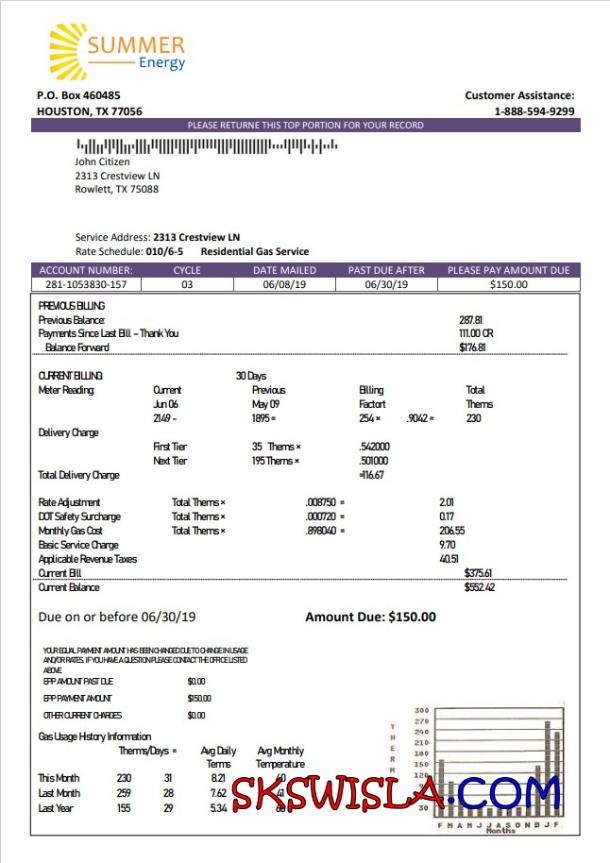 SUMMER
Energy
P.O. Box 460485
HOUSTON, TX 77056
Customer Assistance:
1-888-594-9299
PLEASE RETURNE THIS TOP PORTION FOR YOUR RECORD
John Citizen
2313 Crestview LN
Rowlett, TX 75088
Service Address: 2313 Crestview LN
Rate Schedule: 010/6-5 Residential Gas Service
ACCOUNT NUMBER: CYCLE DATE MAILED PAST DUE AFTER PLEASE PAY AMOUNT DUE
281-1053830-157 03 06/08/19 06/30/19 $150.00
PREVIOUS BILLING
Previous Balance: 287.81
Payments Since Last Bill – Thank You 111.00 CR
Balance Forward $176.81
CURRENT BILLING 30 Days
Meter Reading: Current Previous Billing Total
Jun 06 May 09 Factort Therms
2149 – 1895 = 254 × .9042 = 230
Delivery Charge
First Tier 35 Therms × .542000
Next Tier 195 Therms × .501000
Total Delivery Charge =116.67
Rate Adjustment Total Therms × .008750 = 2.01
DOT Safety Surcharge Total Therms × .000720 = 0.17
Monthly Gas Cost Total Therms × .898040 = 206.55
Basic Service Charge 9.70
Applicable Revenue Taxes 40.51
Current Bill $375.61
Current Balance $552.42
Due on or before 06/30/19 Amount Due: $150.00
YOUR EQUAL PAYMENT AMOUNT HAS BEEN CHANGED DUE TO CHANGE IN USAGE
AND/OR RATES. IF YOU HAVE A QUESTION PLEASE CONTACT THE OFFICE LISTED
ABOVE.
EPP AMOUNT PAST DUE $0.00
EPP PAYMENT AMOUNT $150.00
OTHER CURRENT CHARGES $0.00
Gas Usage History Information
Therms/Days = Avg Daily Avg Monthly
Terms Temperature
This Month 230 31 8.21
Last Month 259 28 7.62
Last Year 155 29 5.34
THERM
300
270
240
210
180
150
30
F M A M J J A S O N D J F
Months
SKSWISLA.COM